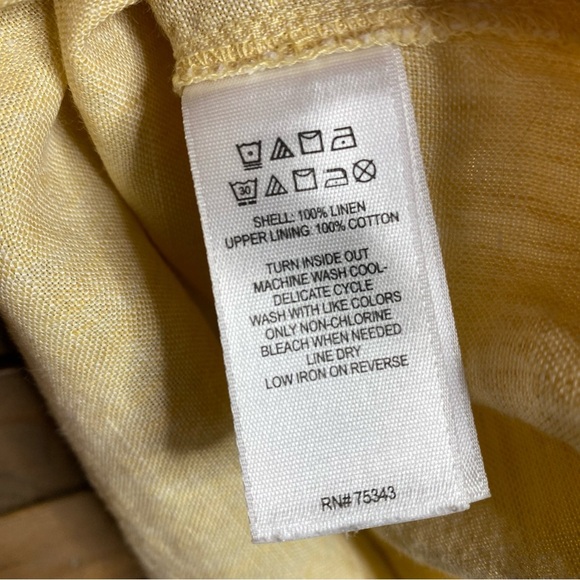 30
SHELL: 100% LINEN
UPPER LINING: 100% COTTON
TURN INSIDE OUT
MACHINE WASH COOL-
DELICATE CYCLE
WASH WITH LIKE COLORS
ONLY NON-CHLORINE
BLEACH WHEN NEEDED
LINE DRY
LOW IRON ON REVERSE
RN# 75343